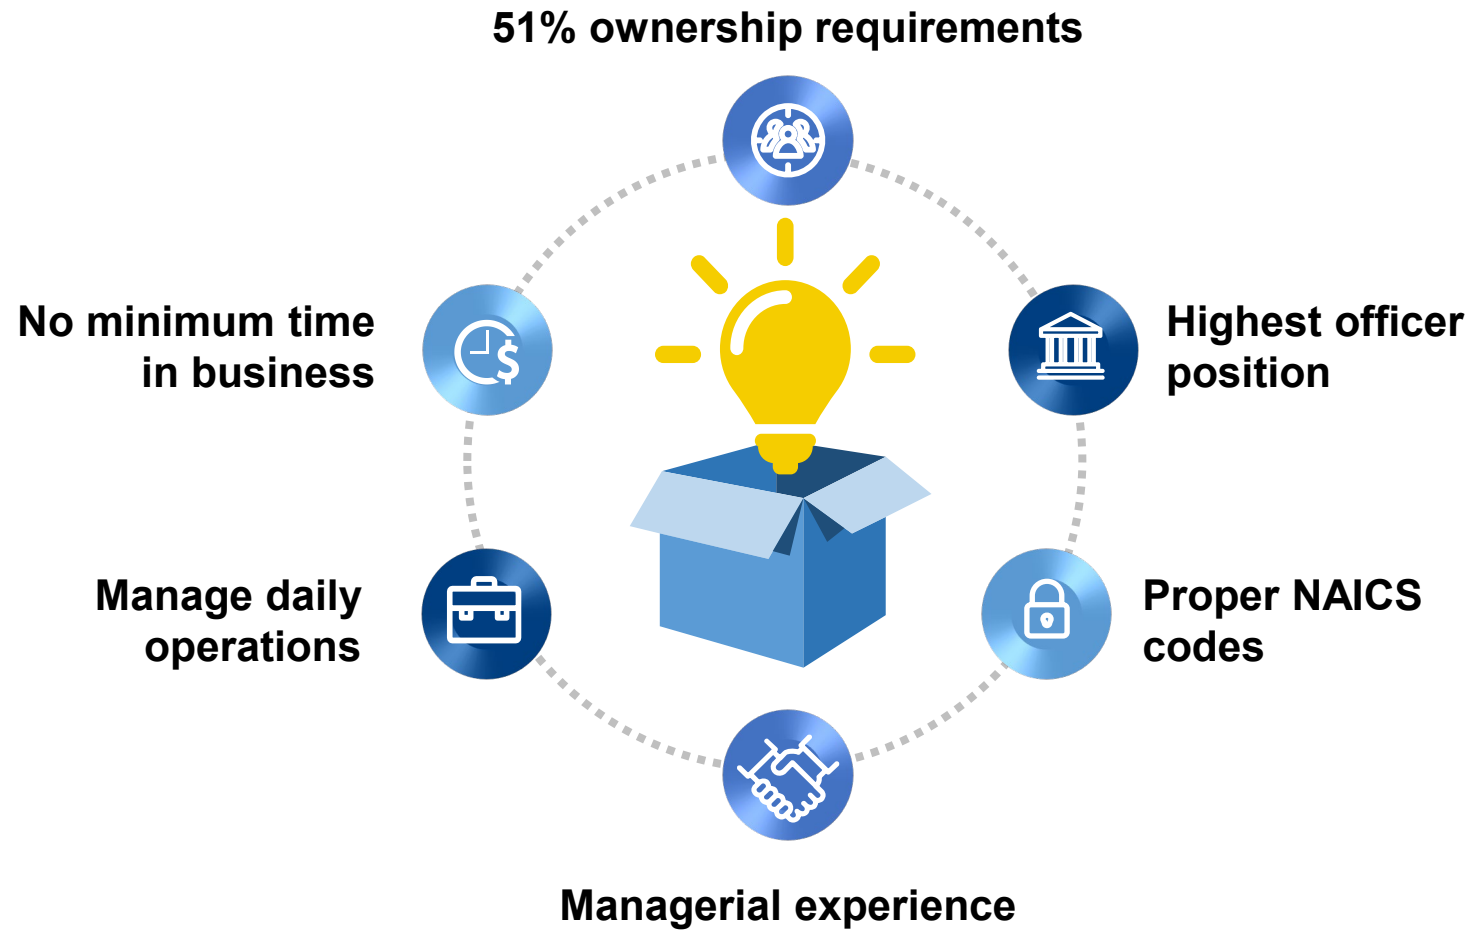 51% ownership requirements
No minimum time
in business
Highest officer
position
Manage daily
operations
Proper NAICS
codes
Managerial experience